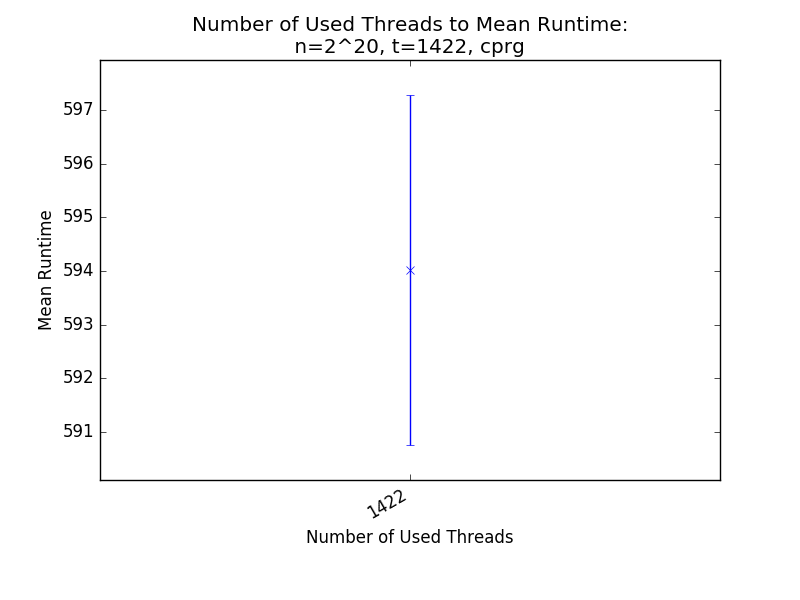 Number of Used Threads to Mean Runtime:
n=2^20, t=1422, cprg
597
596
595
594
593
592
591
Mean Runtime
1422
Number of Used Threads